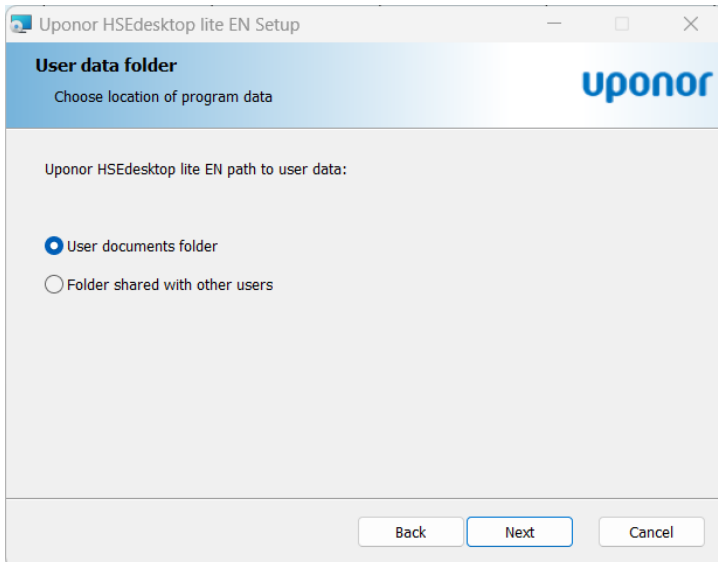 Uponor HSEdesktop lite EN Setup
User data folder
Choose location of program data
uponor
Uponor HSEdesktop lite EN path to user data:
User documents folder
Folder shared with other users
Back Next Cancel